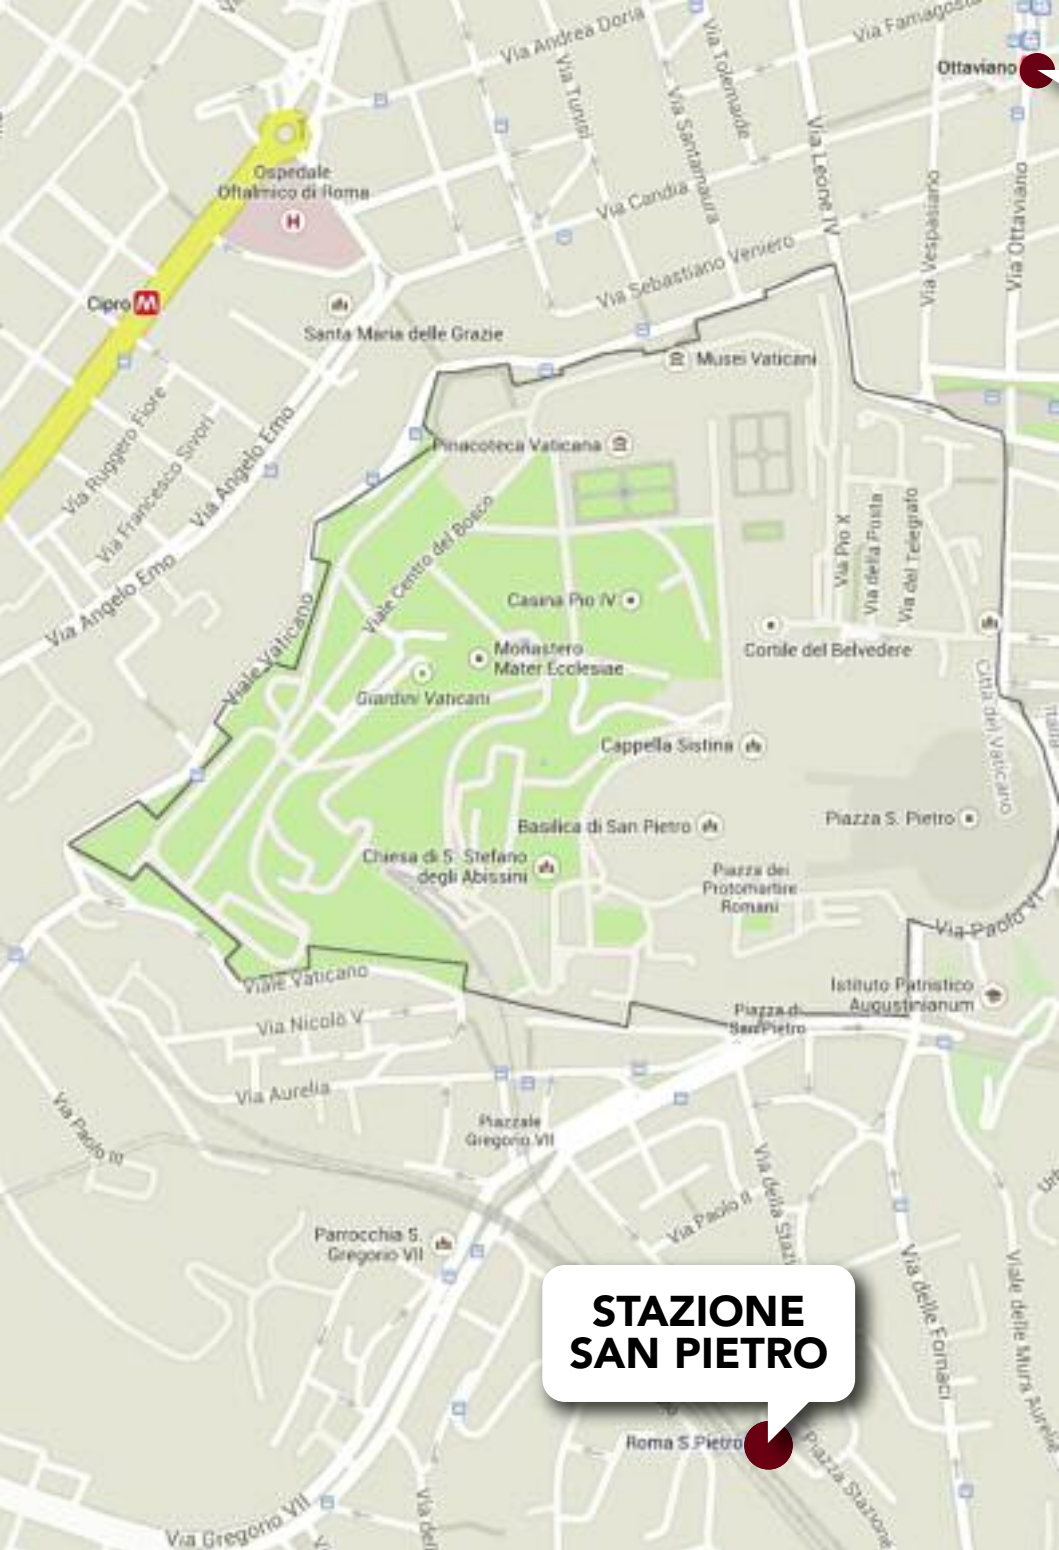 Via Andrea Doria
Via Famagosta
Via Tolemaide
Via Tunisi
Via Santamaura
Via Leone IV
Ottaviano
Ospedale
Oftalmico di Roma
H
Via Candia
Via Vespasiano
Via Ottaviano
Via Sebastiano Veniero
Cipro M
Santa Maria delle Grazie
Musei Vaticani
Via Ruggero Fiore
Via Francesco Sivori
Via Angelo Emo
Pinacoteca Vaticana
Viale Centro del Bosco
Via Pio X
Via della Posta
Via del Telegrafo
Via Angelo Emo
Casina Pio IV
Viale Vaticano
Monastero
Mater Ecclesiae
Cortile del Belvedere
Giardini Vaticani
Città del Vaticano
Cappella Sistina
Basilica di San Pietro
Piazza S. Pietro
Chiesa di S. Stefano
degli Abissini
Piazza dei
Protomartire
Romani
Via Paolo VI
Viale Vaticano
Istituto Patristico
Augustinianum
Via Nicolò V
Piazza di
San Pietro
Via Aurelia
Via Paolo III
Piazzale
Gregorio VII
Via della Stazi
Via Paolo II
Parrocchia S.
Gregorio VII
Via delle Fornaci
Viale delle Mura Aurelie
STAZIONE
SAN PIETRO
Roma S.Pietro
Piazza Stazione
Via Gregorio VII
Via del